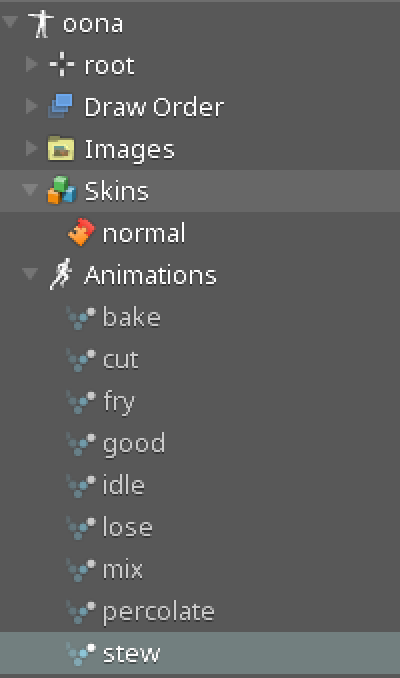 oona
root
Draw Order
Images
Skins
normal
Animations
bake
cut
fry
good
idle
lose
mix
percolate
stew